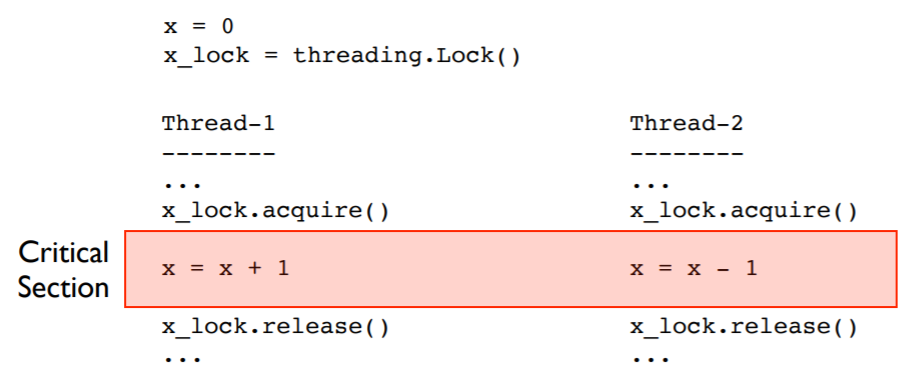 x = 0
x_lock = threading.Lock()
Thread-1 Thread-2
-------- --------
... ...
x_lock.acquire() x_lock.acquire()
Critical
Section
x = x + 1 x = x - 1
x_lock.release() x_lock.release()
... ...